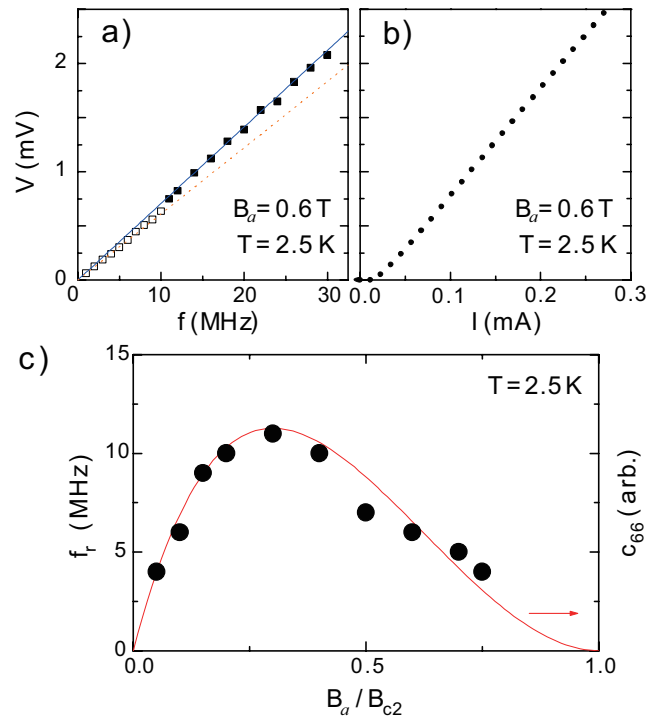 a)
b)
2
1
0
V (mV)
B_a = 0.6 T
T = 2.5 K
B_a = 0.6 T
T = 2.5 K
0 10 20 30
0.0 0.1 0.2 0.3
f (MHz)
I (mA)
c)
15
10
5
0
f_r (MHz)
T = 2.5 K
c_66 (arb.)
0.0 0.5 1.0
B_a / B_c2